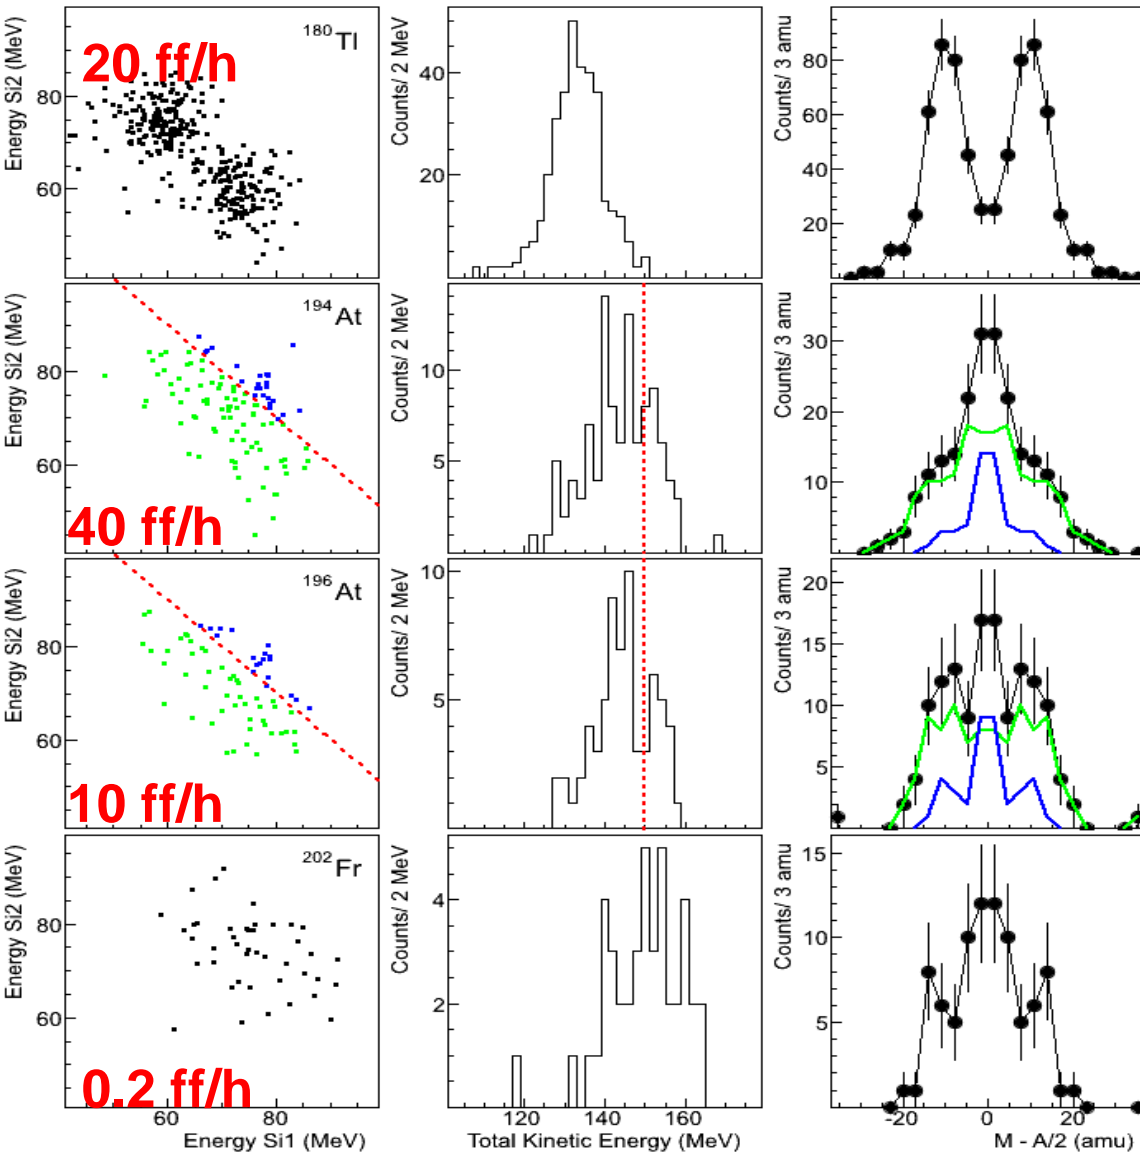 Energy Si2 (MeV)
80
60
20 ff/h
¹⁸⁰Tl
Counts/ 2 MeV
40
20
Counts/ 3 amu
80
60
40
20
Energy Si2 (MeV)
80
60
¹⁹⁴At
40 ff/h
Counts/ 2 MeV
10
5
Counts/ 3 amu
30
20
10
Energy Si2 (MeV)
80
60
¹⁹⁶At
10 ff/h
Counts/ 2 MeV
10
5
Counts/ 3 amu
20
15
10
5
Energy Si2 (MeV)
80
60
²⁰²Fr
0.2 ff/h
60 80
Energy Si1 (MeV)
Counts/ 2 MeV
4
2
120 140 160
Total Kinetic Energy (MeV)
Counts/ 3 amu
15
10
5
-20 0 20
M - A/2 (amu)